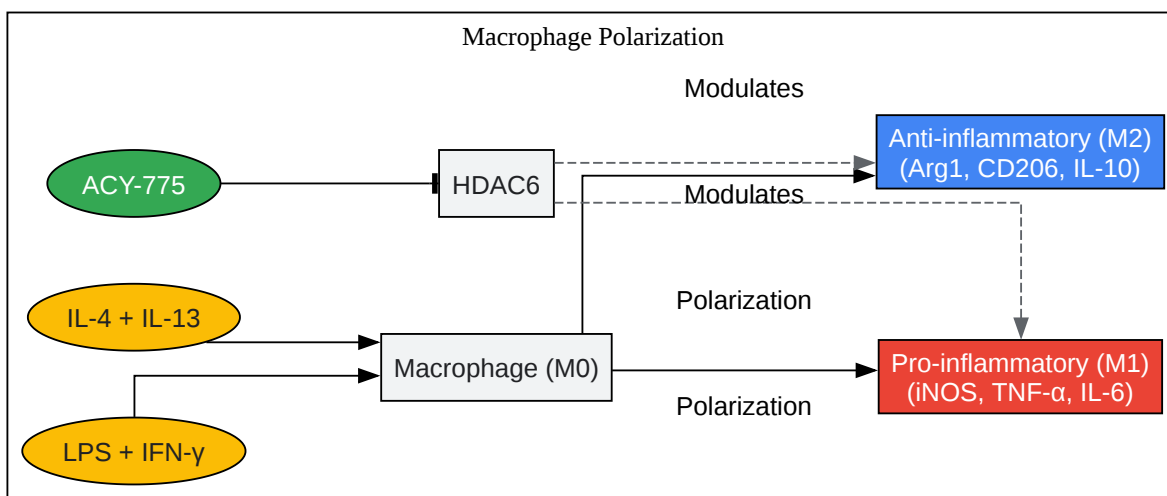 Macrophage Polarization
Modulates
Anti-inflammatory (M2)
(Arg1, CD206, IL-10)
ACY-775
HDAC6
Modulates
IL-4 + IL-13
Polarization
Macrophage (M0)
Pro-inflammatory (M1)
(iNOS, TNF-α, IL-6)
Polarization
LPS + IFN-γ